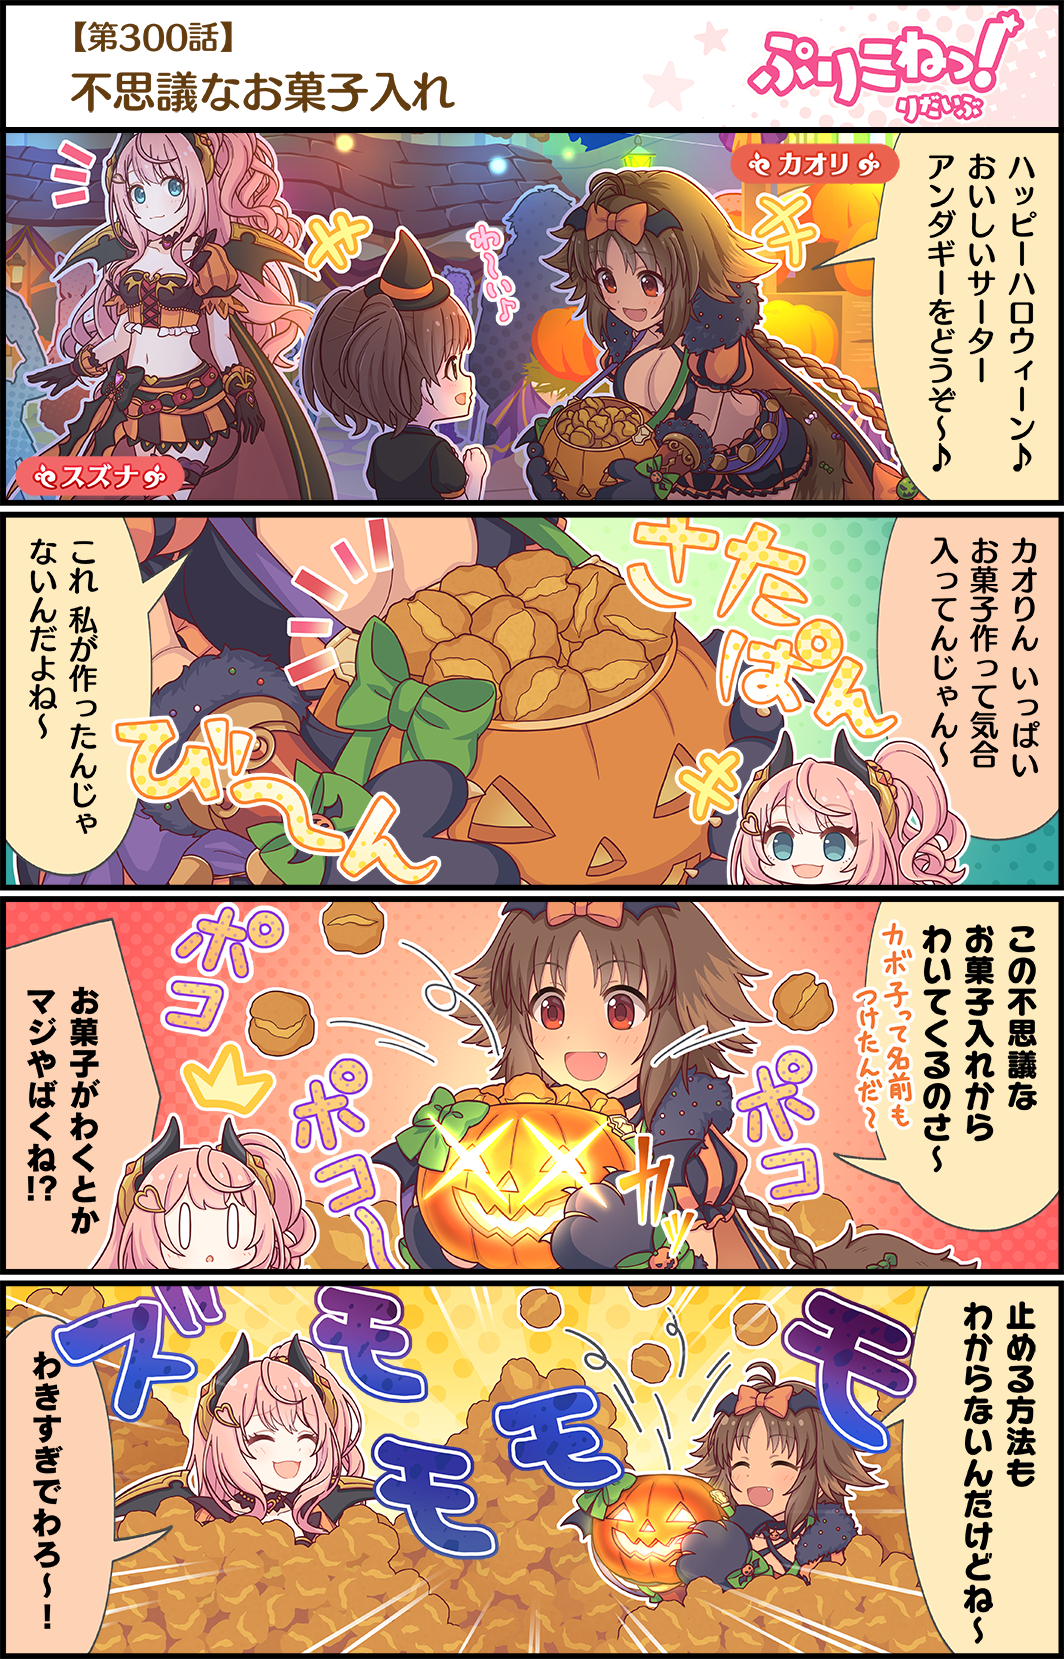 【第300話】
不思議なお菓子入れ
ぷりこねっ!
りだいぶ
ハッピーハロウィーン♪
おいしいサーター
アンダギーをどうぞ～♪
カオリ
わ～い♪
スズナ
カオりん いっぱい
お菓子作って気合
入ってんじゃん～
さたぱん
びーん
これ 私が作ったんじゃ
ないんだよね～
この不思議な
お菓子入れから
わいてくるのさ～
カボ子って名前も
つけたんだ～
ポコ
ポコ
ポコ～
カッ
お菓子がわくとか
マジやばくね!?
止める方法も
わからないんだけどね～
モ
モ
モ
モ
ズ
わきすぎでわろ～！